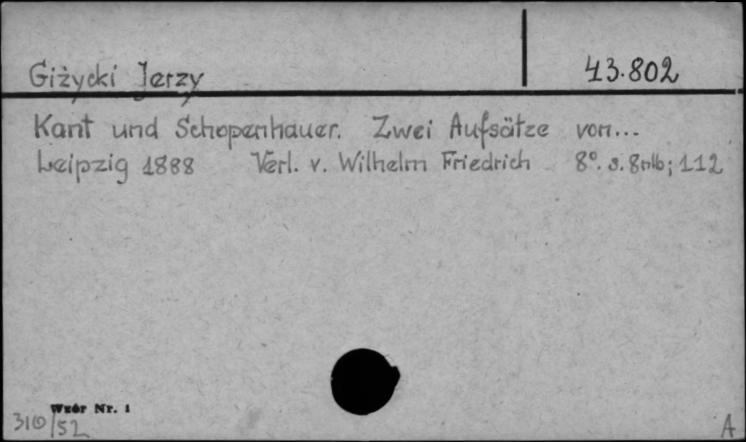 Giżycki Jerzy
43.802
Kant und Schopenhauer. Zwei Aufsätze von...
Leipzig 1888 Verl. v. Wilhelm Friedrich 8°. s. 8nlb; 112
Wzór Nr. 1
310/52
A